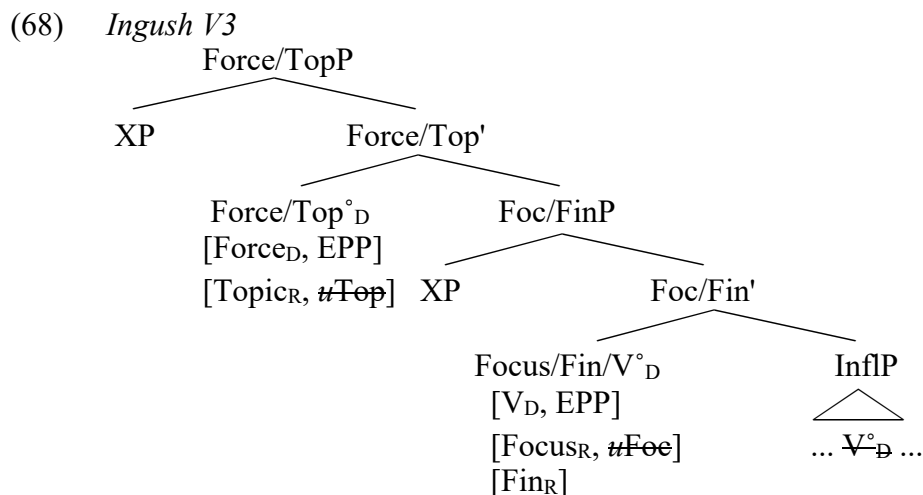 (68) Ingush V3
Force/TopP
XP Force/Top'
Force/Top°D Foc/FinP
[ForceD, EPP]
[TopicR, uTop] XP Foc/Fin'
Focus/Fin/V°D InflP
[VD, EPP]
[FocusR, uFoc] ... V°D ...
[FinR]